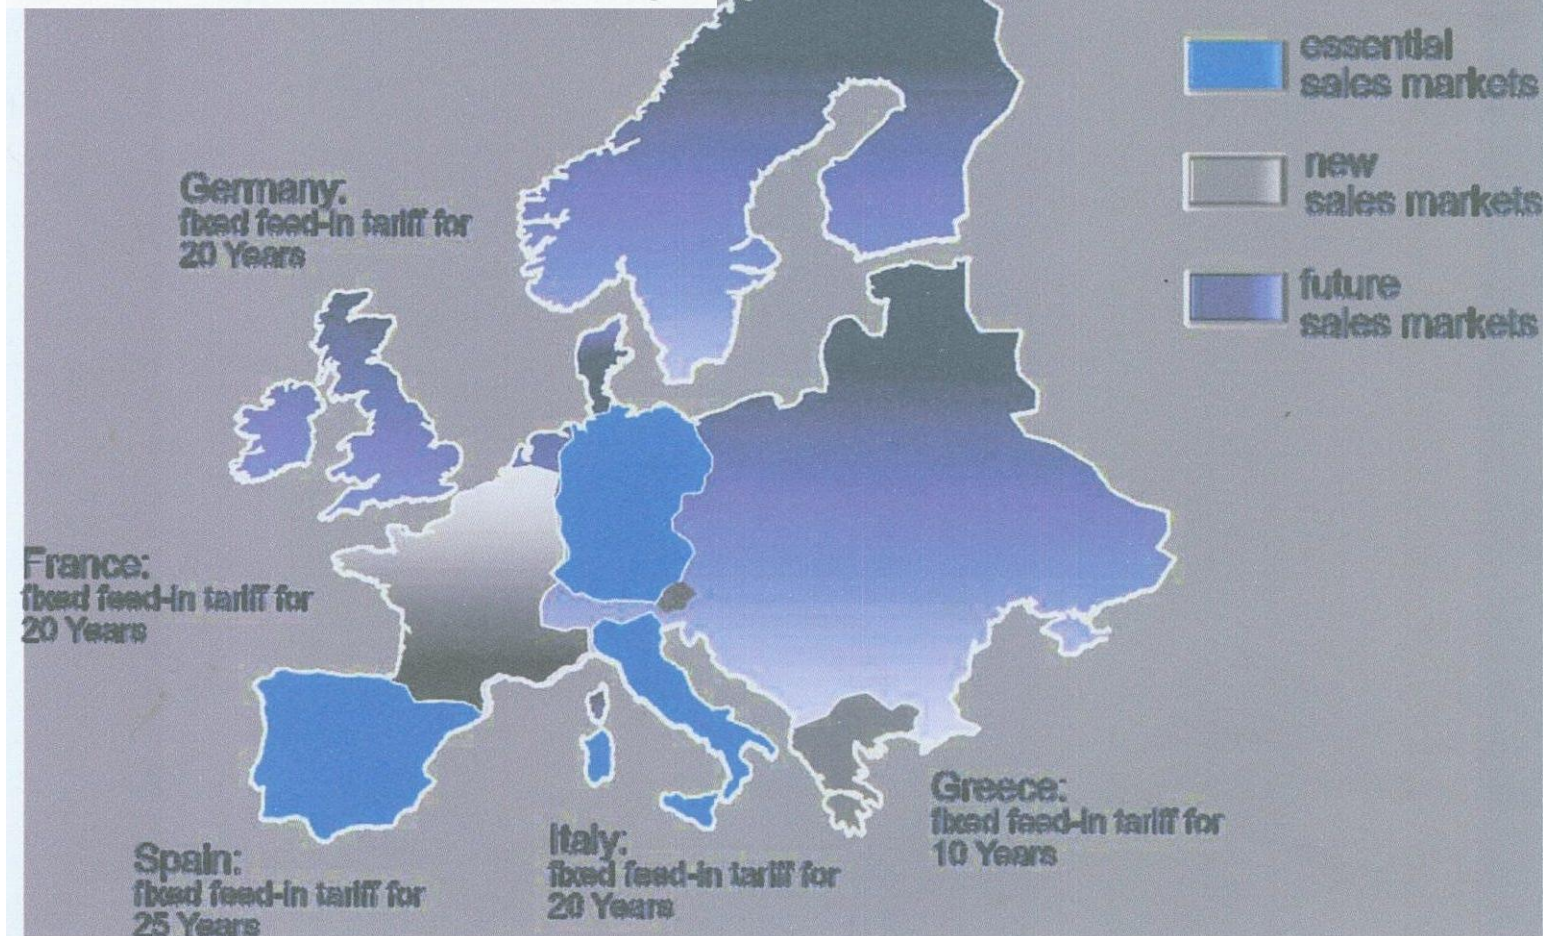 essential
sales markets
new
sales markets
future
sales markets
Germany:
fixed feed-in tariff for
20 Years
France:
fixed feed-in tariff for
20 Years
Spain:
fixed feed-in tariff for
25 Years
Italy:
fixed feed-in tariff for
20 Years
Greece:
fixed feed-in tariff for
10 Years